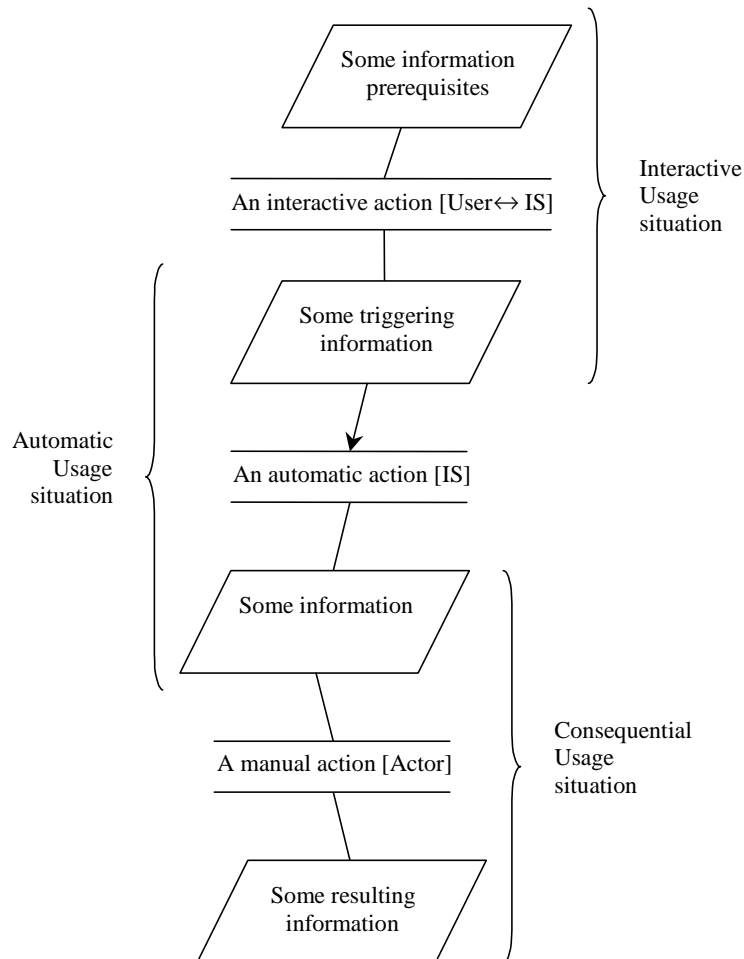 Some information
prerequisites
Interactive
Usage
situation
An interactive action [User↔ IS]
Some triggering
information
Automatic
Usage
situation
An automatic action [IS]
Some information
Consequential
Usage
situation
A manual action [Actor]
Some resulting
information